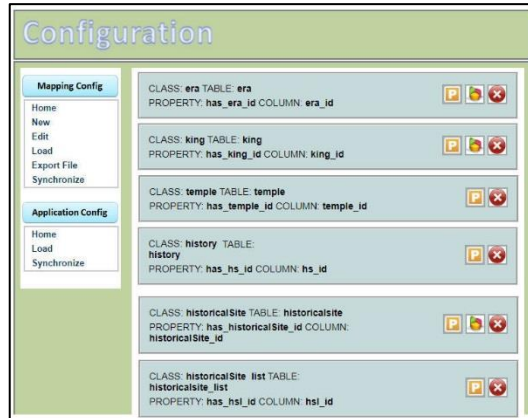 Configuration
Mapping Config
Home
New
Edit
Load
Export File
Synchronize
Application Config
Home
Load
Synchronize
CLASS: era TABLE: era
PROPERTY: has_era_id COLUMN: era_id
P
CLASS: king TABLE: king
PROPERTY: has_king_id COLUMN: king_id
P
CLASS: temple TABLE: temple
PROPERTY: has_temple_id COLUMN: temple_id
P
CLASS: history TABLE:
history
PROPERTY: has_hs_id COLUMN: hs_id
P
CLASS: historicalSite TABLE: historicalsite
PROPERTY: has_historicalSite_id COLUMN:
historicalSite_id
P
CLASS: historicalSite list TABLE:
historicalsite_list
PROPERTY: has_hsl_id COLUMN: hsl_id
P